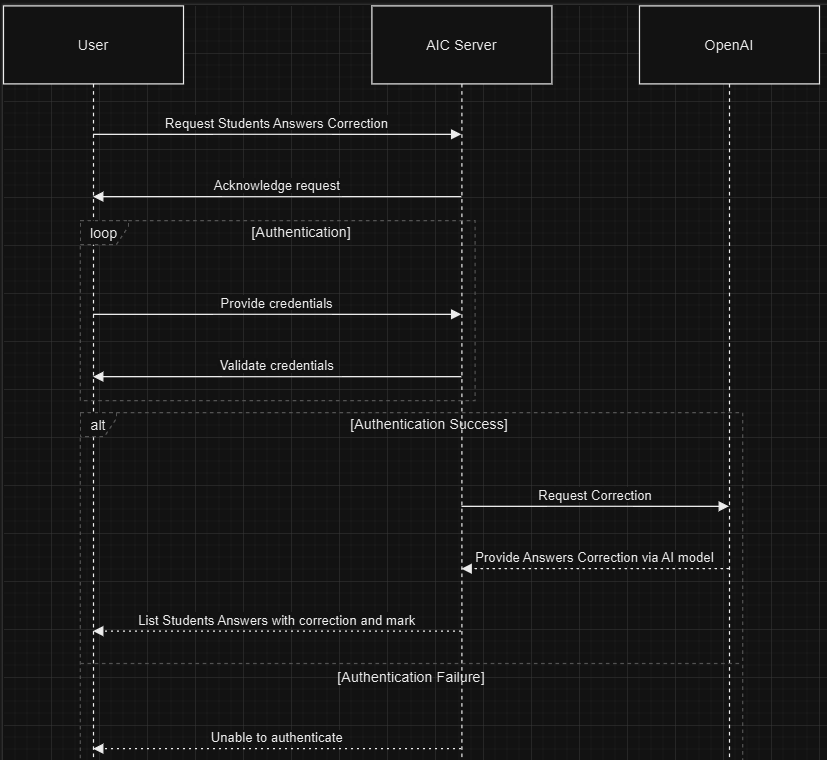 User
AIC Server
OpenAI
Request Students Answers Correction
Acknowledge request
loop
[Authentication]
Provide credentials
Validate credentials
alt
[Authentication Success]
Request Correction
Provide Answers Correction via AI model
List Students Answers with correction and mark
[Authentication Failure]
Unable to authenticate